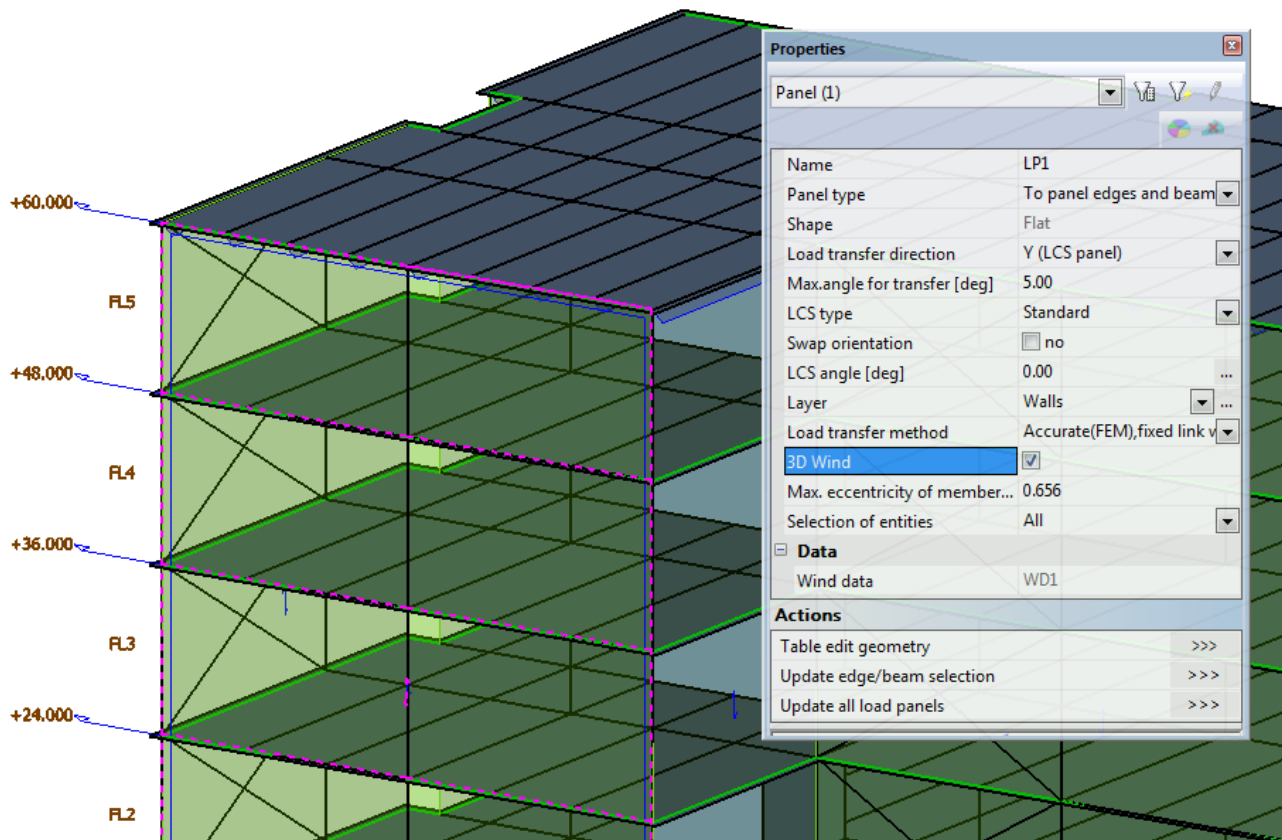 Properties
Panel (1)
Name LP1
Panel type To panel edges and beam
Shape Flat
Load transfer direction Y (LCS panel)
Max.angle for transfer [deg] 5.00
LCS type Standard
Swap orientation no
LCS angle [deg] 0.00 ...
Layer Walls ...
Load transfer method Accurate(FEM),fixed link w
3D Wind
Max. eccentricity of member... 0.656
Selection of entities All
Data
Wind data WD1
Actions
Table edit geometry >>>
Update edge/beam selection >>>
Update all load panels >>>
+60.000
FL5
+48.000
FL4
+36.000
FL3
+24.000
FL2